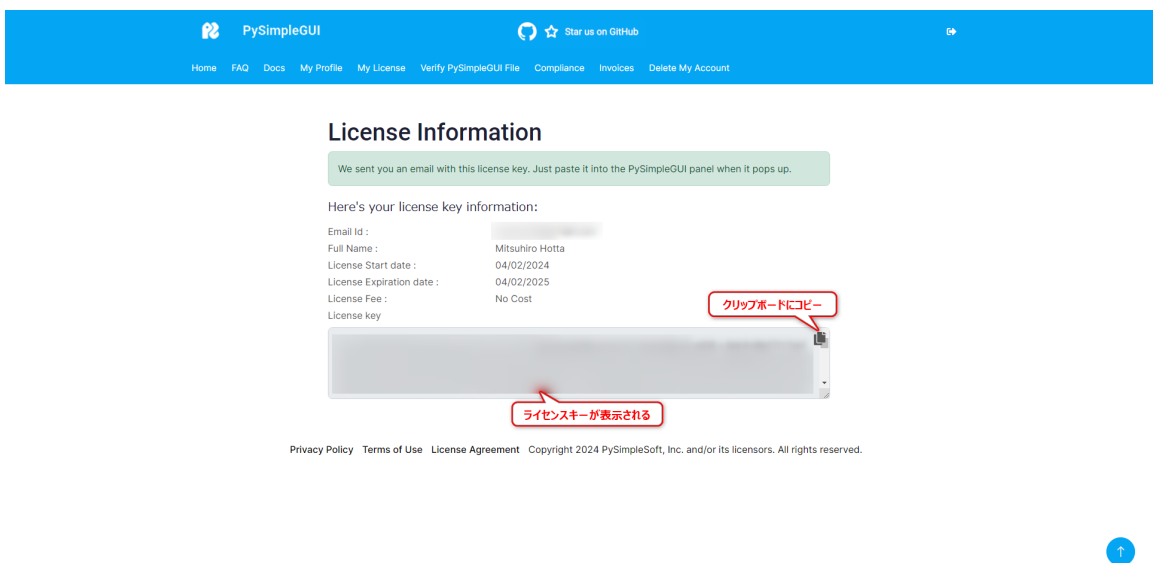 PySimpleGUI
Star us on GitHub
Home FAQ Docs My Profile My License Verify PySimpleGUI File Compliance Invoices Delete My Account
License Information
We sent you an email with this license key. Just paste it into the PySimpleGUI panel when it pops up.
Here's your license key information:
Email Id :
Full Name : Mitsuhiro Hotta
License Start date : 04/02/2024
License Expiration date : 04/02/2025
License Fee : No Cost
クリップボードにコピー
License key
ライセンスキーが表示される
Privacy Policy Terms of Use License Agreement Copyright 2024 PySimpleSoft, Inc. and/or its licensors. All rights reserved.